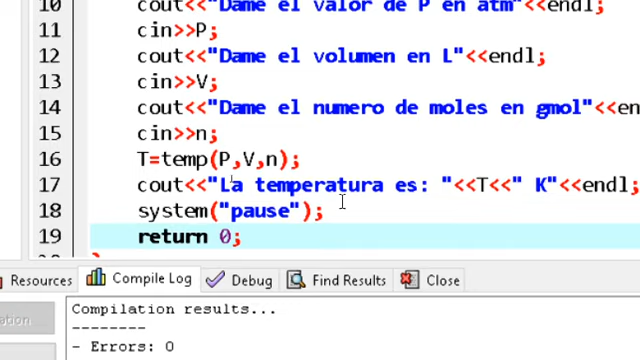 10 cout<<"Dame el valor de P en atm"<<endl;
11 cin>>P;
12 cout<<"Dame el volumen en L"<<endl;
13 cin>>V;
14 cout<<"Dame el numero de moles en gmol"<<en
15 cin>>n;
16 T=temp(P,V,n);
17 cout<<"La temperatura es: "<<T<<" K"<<endl;
18 system("pause");
19 return 0;
Resources Compile Log Debug Find Results Close
ation
Compilation results...
--------
- Errors: 0